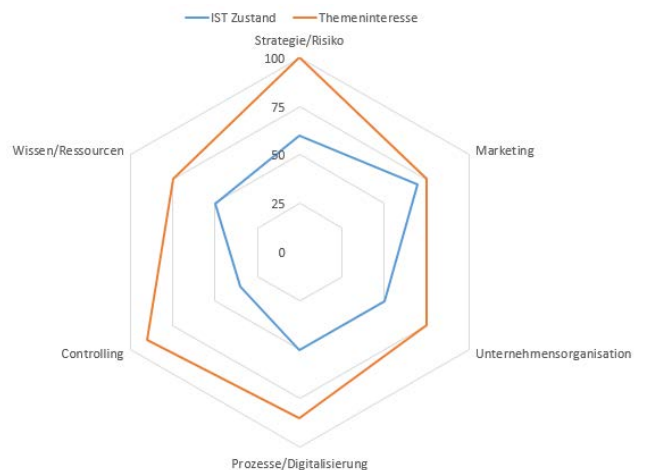 IST Zustand Themeninteresse
Strategie/Risiko
100
75
50
25
0
Wissen/Ressourcen
Marketing
Controlling
Unternehmensorganisation
Prozesse/Digitalisierung